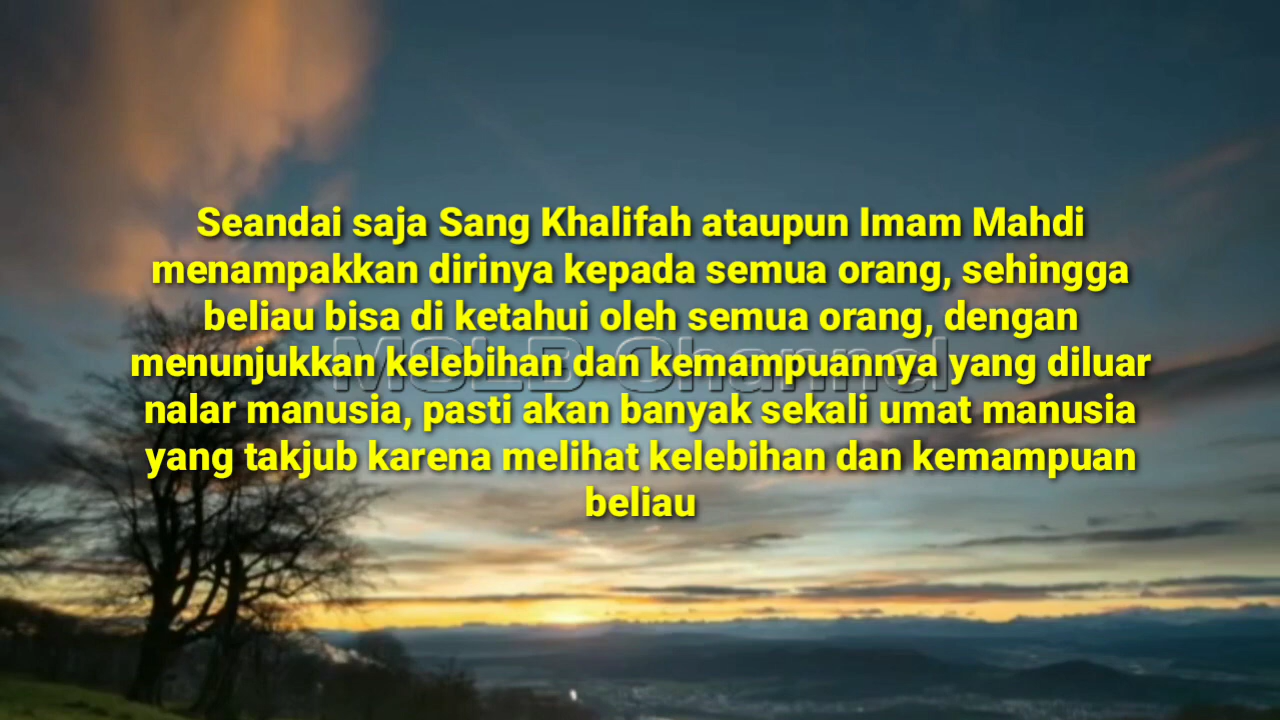 Seandai saja Sang Khalifah ataupun Imam Mahdi
menampakkan dirinya kepada semua orang, sehingga
beliau bisa di ketahui oleh semua orang, dengan
menunjukkan kelebihan dan kemampuannya yang diluar
nalar manusia, pasti akan banyak sekali umat manusia
yang takjub karena melihat kelebihan dan kemampuan
beliau
MSLB Channel